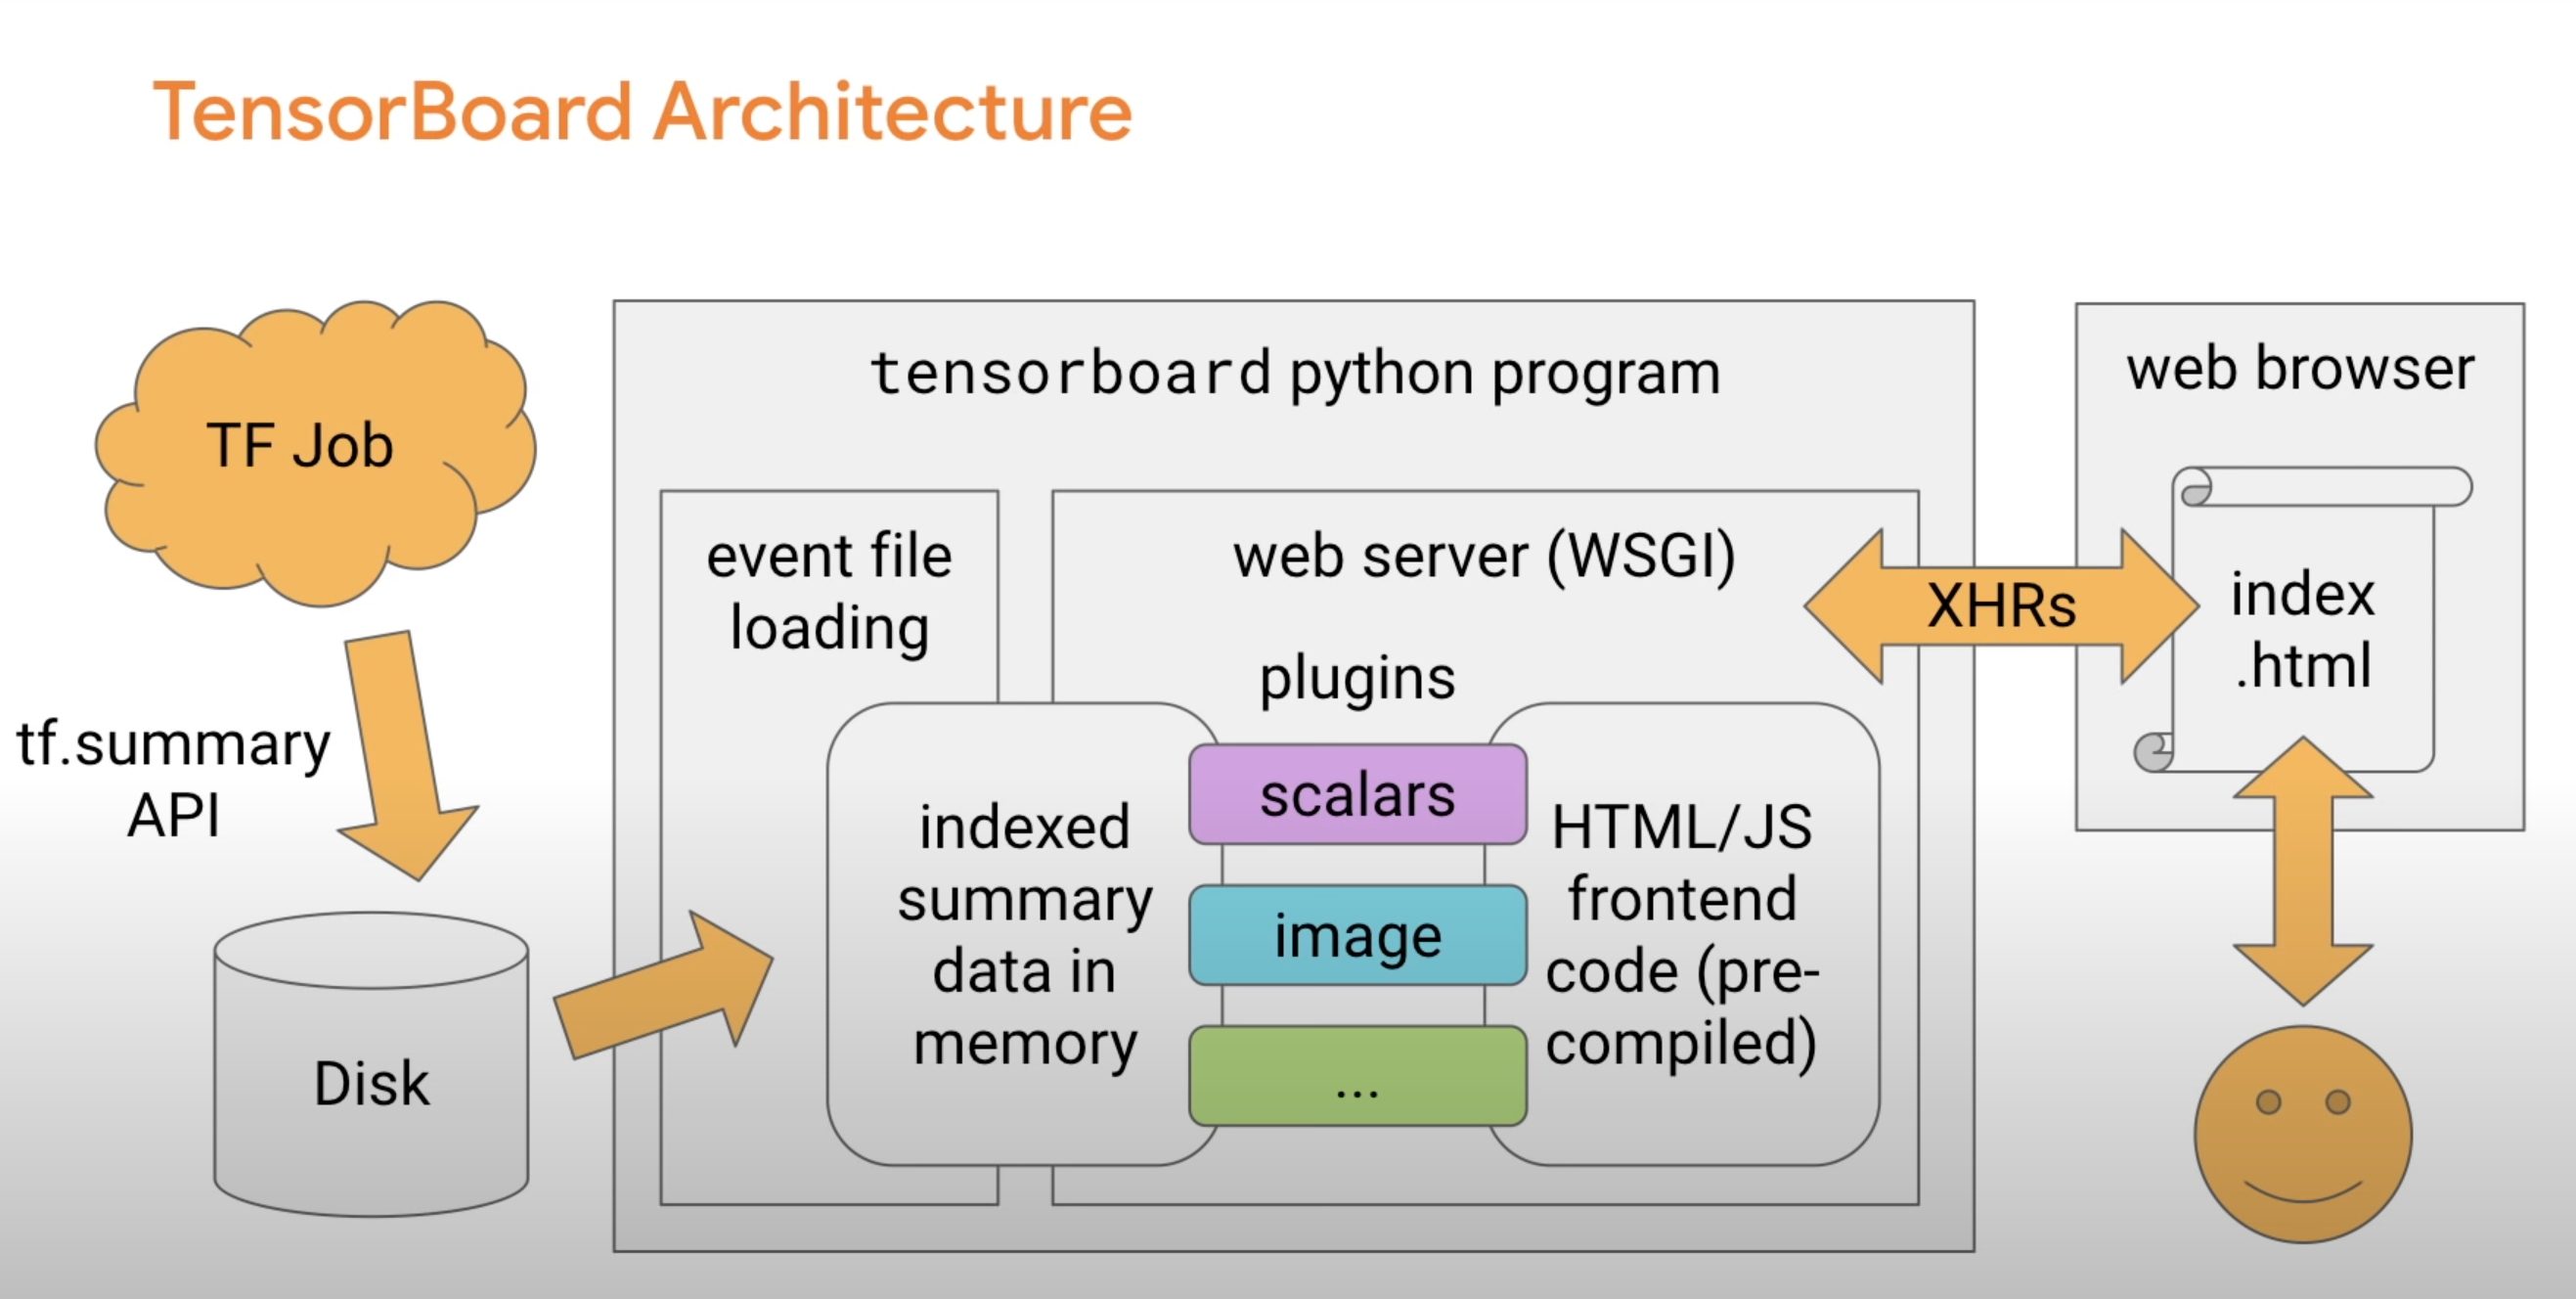 TensorBoard Architecture
TF Job
tf.summary
API
Disk
tensorboard python program
event file
loading
web server (WSGI)
plugins
indexed
summary
data in
memory
scalars
image
...
HTML/JS
frontend
code (pre-
compiled)
XHRs
web browser
index
.html